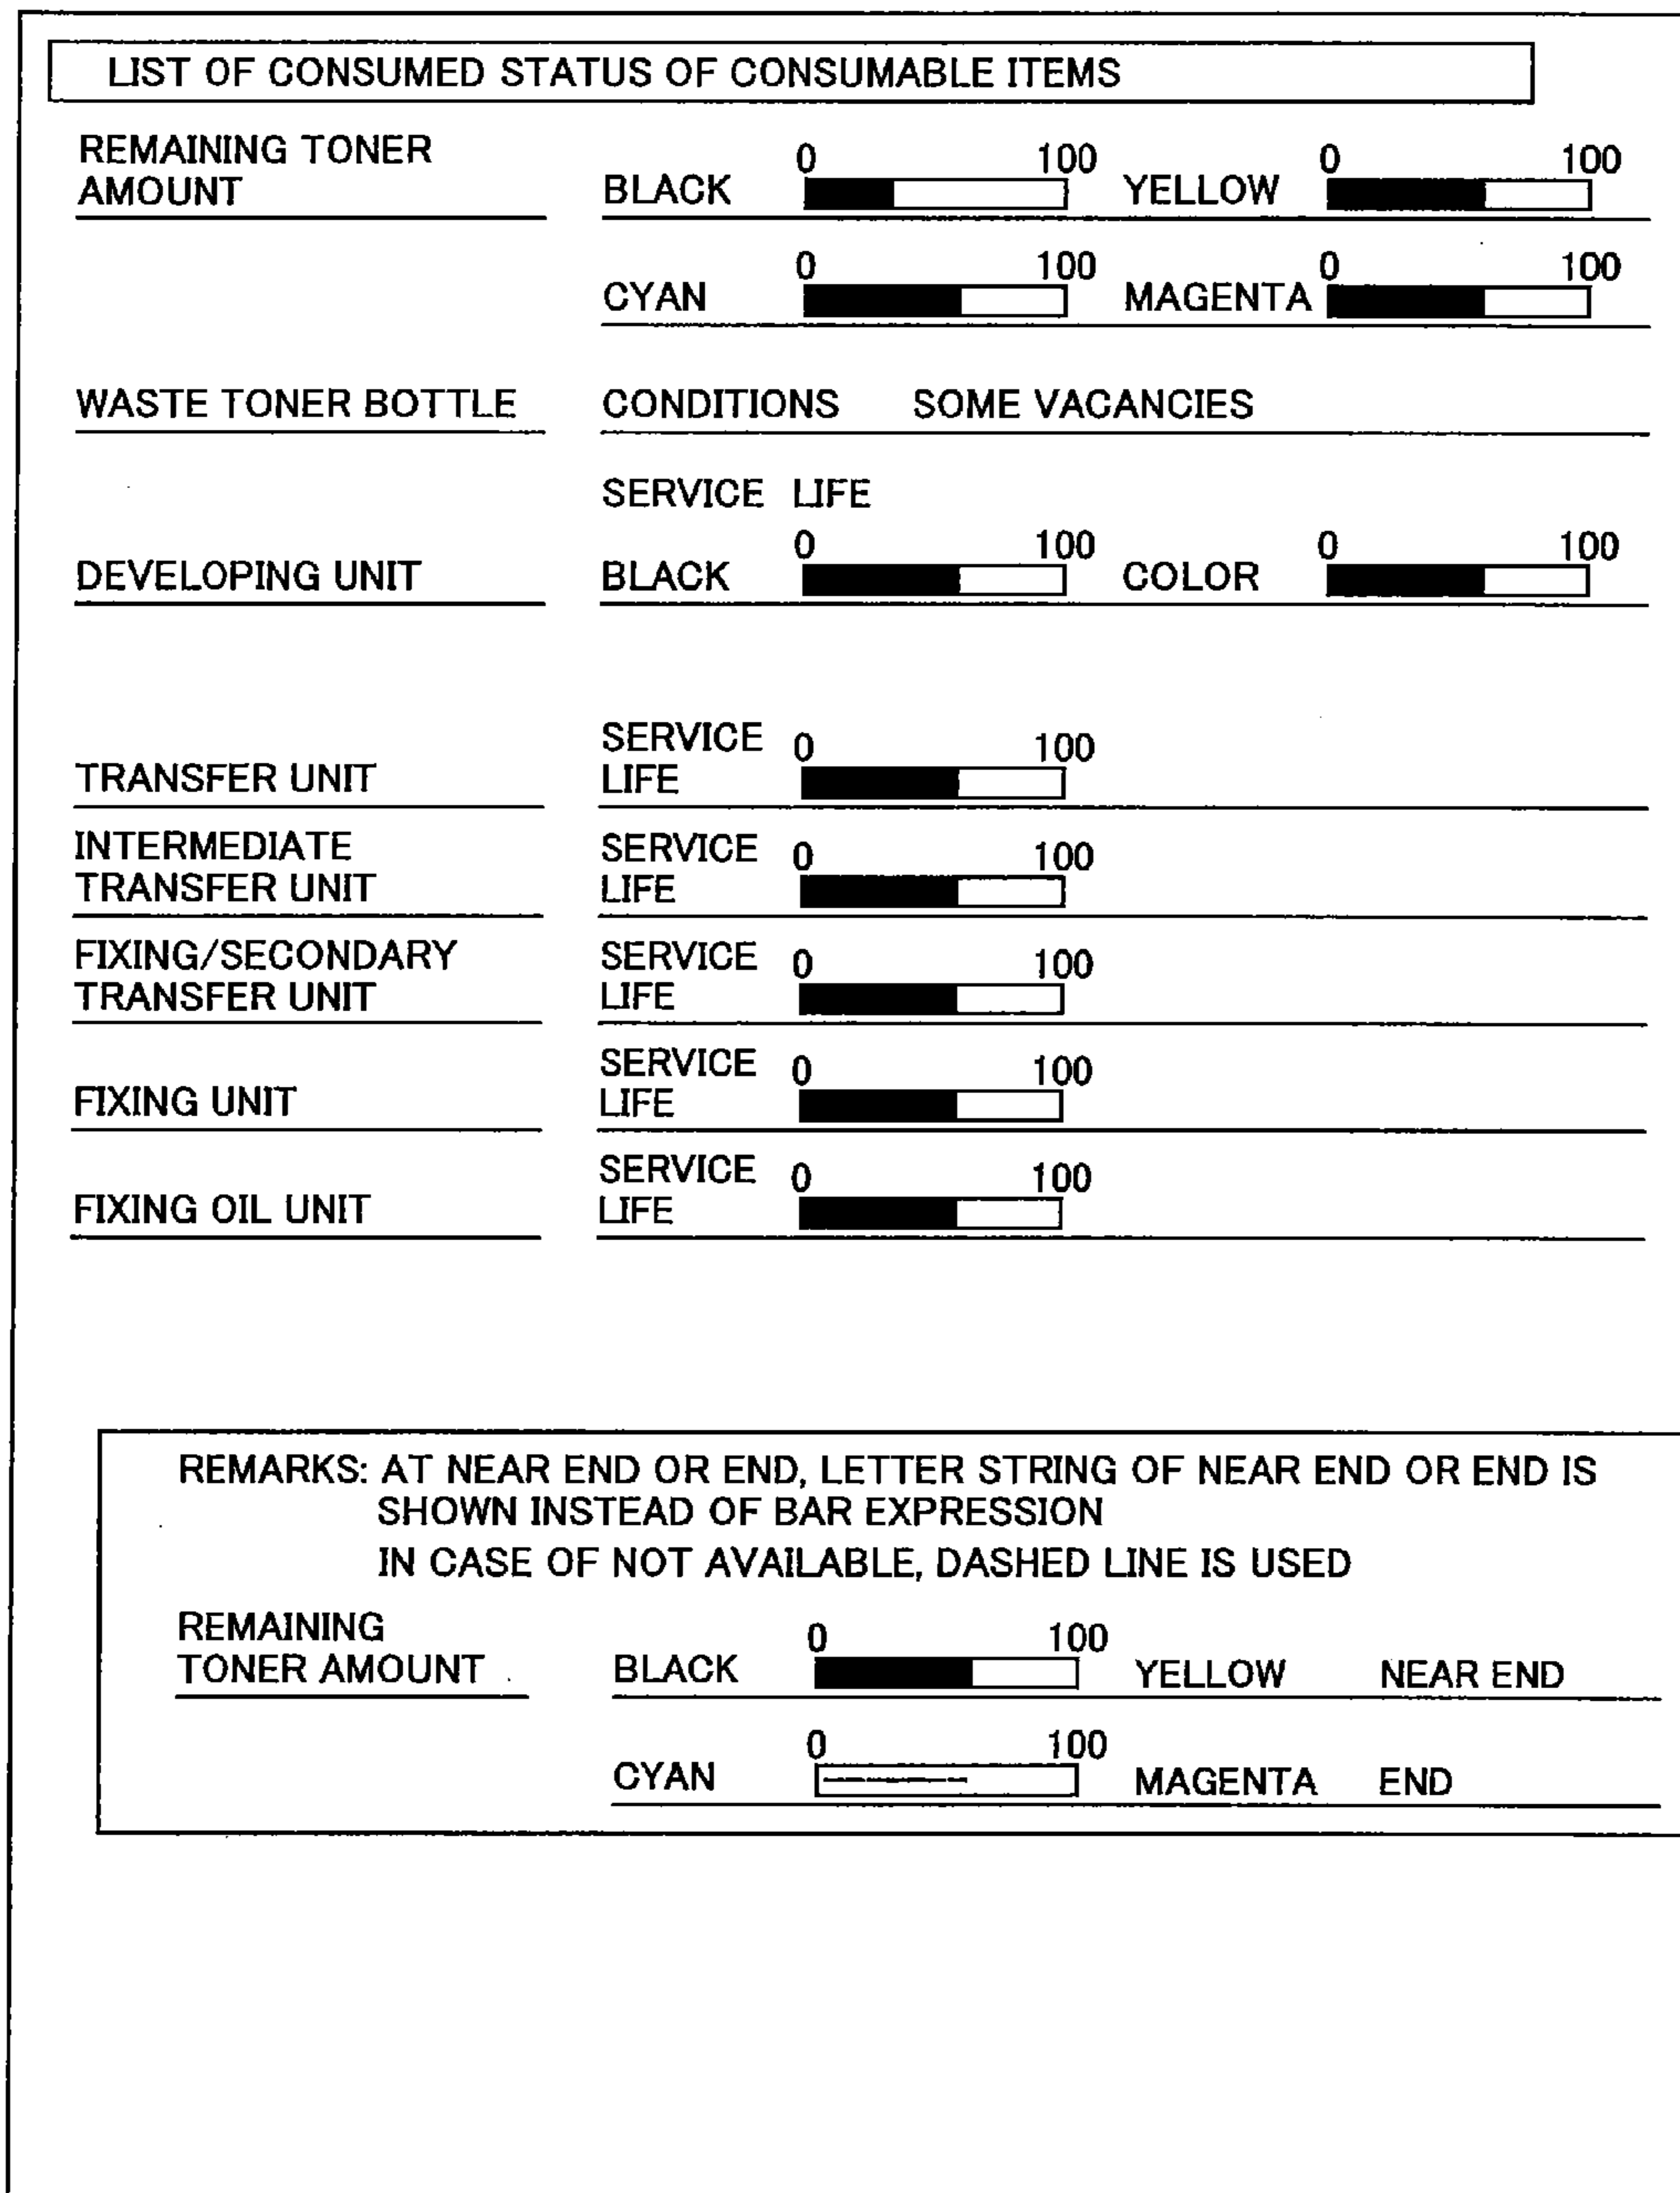 LIST OF CONSUMED STATUS OF CONSUMABLE ITEMS
REMAINING TONER
AMOUNT
BLACK 0 100 YELLOW 0 100
CYAN 0 100 MAGENTA 0 100
WASTE TONER BOTTLE CONDITIONS SOME VACANCIES
SERVICE LIFE
DEVELOPING UNIT BLACK 0 100 COLOR 0 100
TRANSFER UNIT SERVICE LIFE 0 100
INTERMEDIATE
TRANSFER UNIT
SERVICE
LIFE
0 100
FIXING/SECONDARY
TRANSFER UNIT
SERVICE
LIFE
0 100
FIXING UNIT
SERVICE
LIFE
0 100
FIXING OIL UNIT
SERVICE
LIFE
0 100
REMARKS: AT NEAR END OR END, LETTER STRING OF NEAR END OR END IS
SHOWN INSTEAD OF BAR EXPRESSION
IN CASE OF NOT AVAILABLE, DASHED LINE IS USED
REMAINING
TONER AMOUNT
BLACK 0 100 YELLOW NEAR END
CYAN 0 100 MAGENTA END